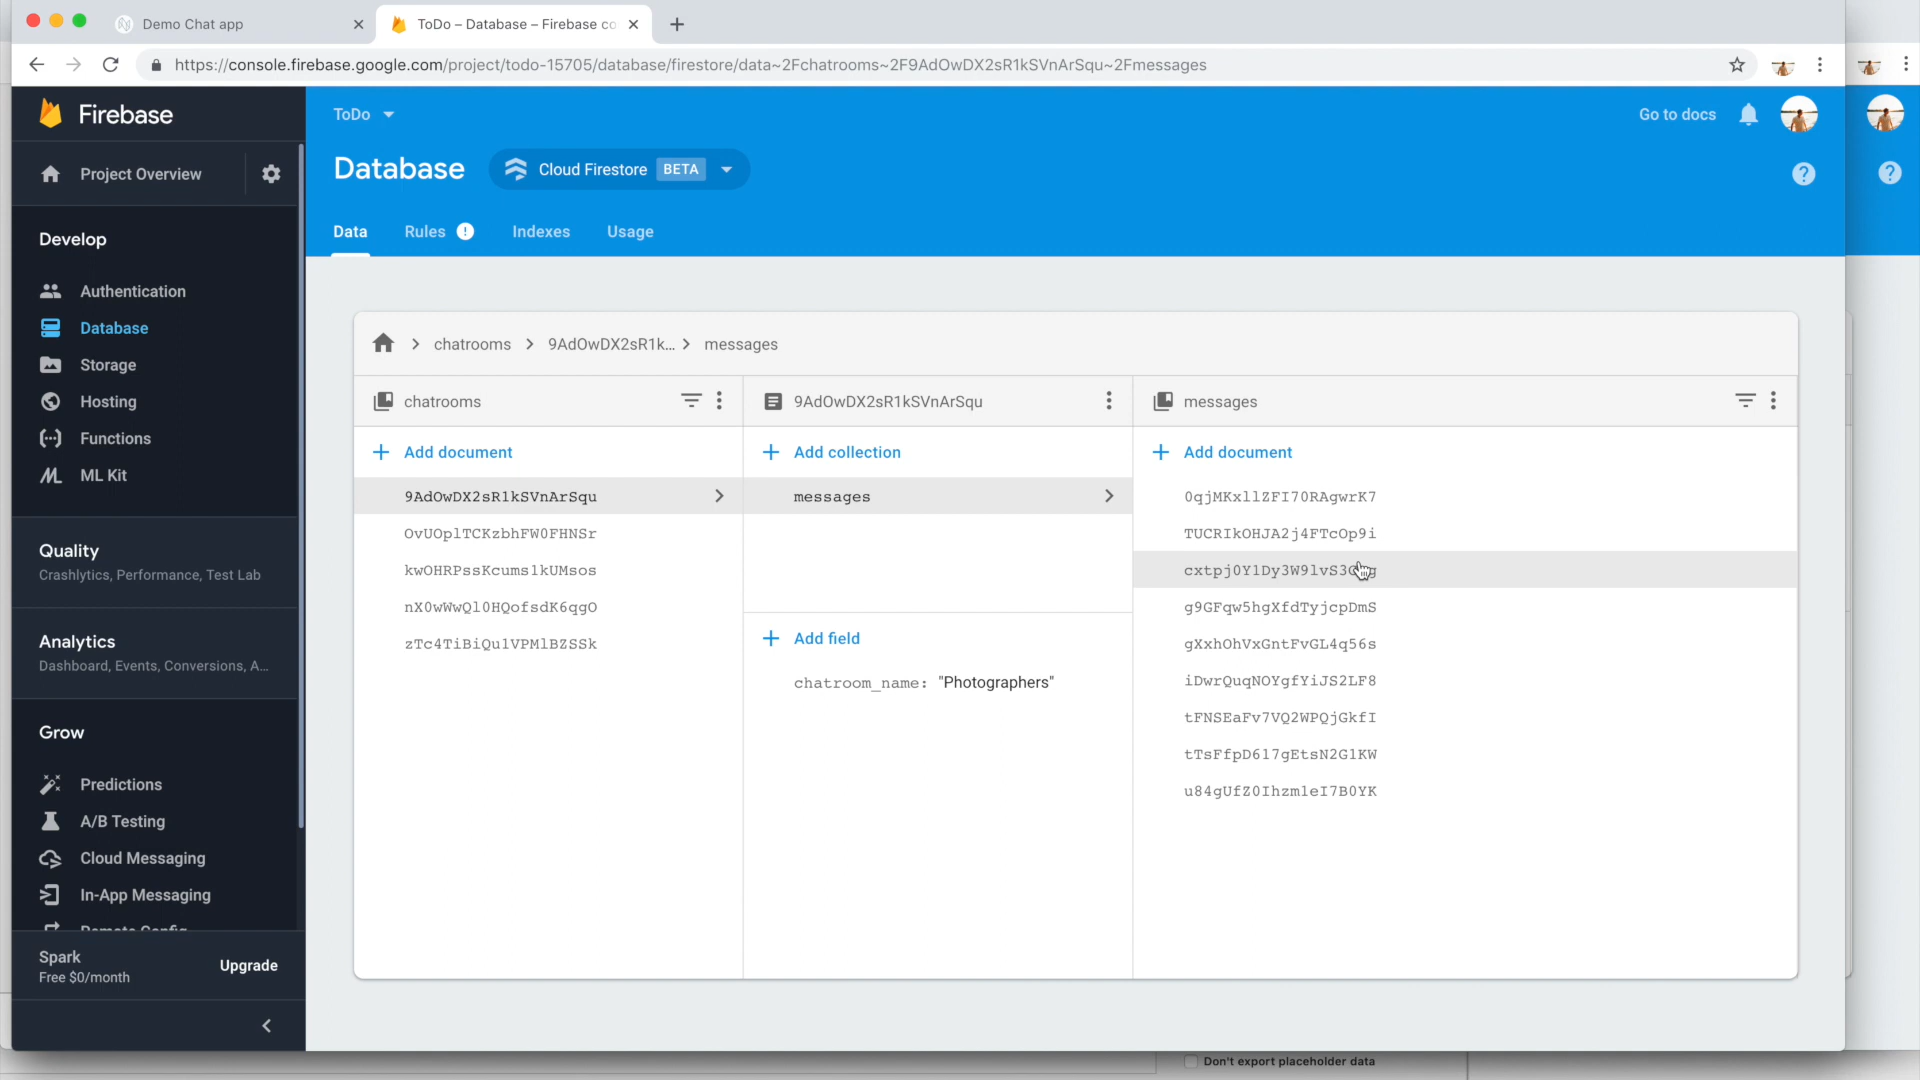 Demo Chat app
ToDo – Database – Firebase co
https://console.firebase.google.com/project/todo-15705/database/firestore/data~2Fchatrooms~2F9AdOwDX2sR1kSVnArSqu~2Fmessages
Firebase
ToDo
Go to docs
Project Overview
Database
Cloud Firestore BETA
Data
Rules
Indexes
Usage
Develop
Authentication
Database
Storage
Hosting
Functions
ML Kit
Quality
Crashlytics, Performance, Test Lab
Analytics
Dashboard, Events, Conversions, A...
Grow
Predictions
A/B Testing
Cloud Messaging
In-App Messaging
Remote Config
Spark
Free $0/month
Upgrade
chatrooms
9AdOwDX2sR1k...
messages
chatrooms
Add document
9AdOwDX2sR1kSVnArSqu
OvUOplTCKzbhFW0FHNSr
kwOHRPssKcums1kUMsos
nX0wWwQl0HQofsdK6qgO
zTc4TiBiQu1VPMlBZSSk
9AdOwDX2sR1kSVnArSqu
Add collection
messages
Add field
chatroom_name: "Photographers"
messages
Add document
0qjMKxllZFI70RAgwrK7
TUCRIkOHJA2j4FTcOp9i
g9GFqw5hgXfdTyjcpDmS
gXxhOhVxGntFvGL4q56s
iDwrQuqNOYgfYiJS2LF8
tFNSEaFv7VQ2WPQjGkfI
tTsFfpD617gEtsN2G1KW
u84gUfZ0Ihzm1eI7B0YK
Don't export placeholder data